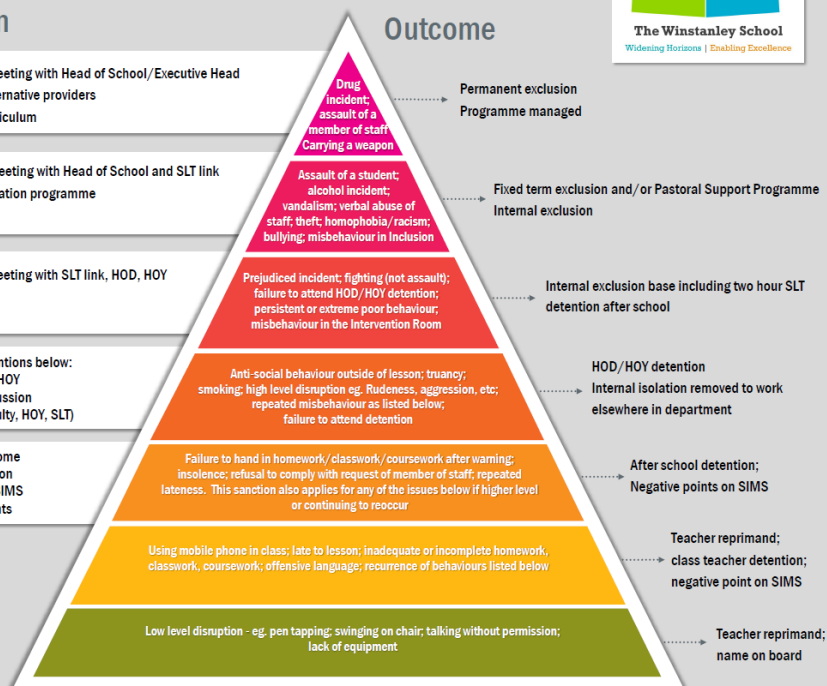 Outcome
The Winstanley School
Widening Horizons | Enabling Excellence
eeting with Head of School/Executive Head
ernative providers
iculum
Drug
incident;
assault of a
member of staff
Carrying a weapon
Permanent exclusion
Programme managed
eeting with Head of School and SLT link
ation programme
Assault of a student;
alcohol incident;
vandalism; verbal abuse of
staff; theft; homophobia/racism;
bullying; misbehaviour in Inclusion
Fixed term exclusion and/or Pastoral Support Programme
Internal exclusion
eeting with SLT link, HOD, HOY
Prejudiced incident; fighting (not assault);
failure to attend HOD/HOY detention;
persistent or extreme poor behaviour;
misbehaviour in the Intervention Room
Internal exclusion base including two hour SLT
detention after school
ntions below:
HOY
ussion
ulty, HOY, SLT)
Anti-social behaviour outside of lesson; truancy;
smoking; high level disruption eg. Rudeness, aggression, etc;
repeated misbehaviour as listed below;
failure to attend detention
HOD/HOY detention
Internal isolation removed to work
elsewhere in department
ome
on
SIMS
nts
Failure to hand in homework/classwork/coursework after warning;
insolence; refusal to comply with request of member of staff; repeated
lateness. This sanction also applies for any of the issues below if higher level
or continuing to reoccur
After school detention;
Negative points on SIMS
Using mobile phone in class; late to lesson; inadequate or incomplete homework,
classwork, coursework; offensive language; recurrence of behaviours listed below
Teacher reprimand;
class teacher detention;
negative point on SIMS
Low level disruption - eg. pen tapping; swinging on chair; talking without permission;
lack of equipment
Teacher reprimand;
name on board